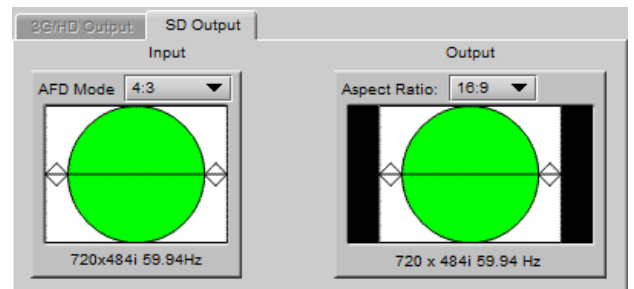 3G/HD Output SD Output
Input Output
AFD Mode 4:3 Aspect Ratio: 16:9
720x484i 59.94Hz 720 x 484i 59.94 Hz